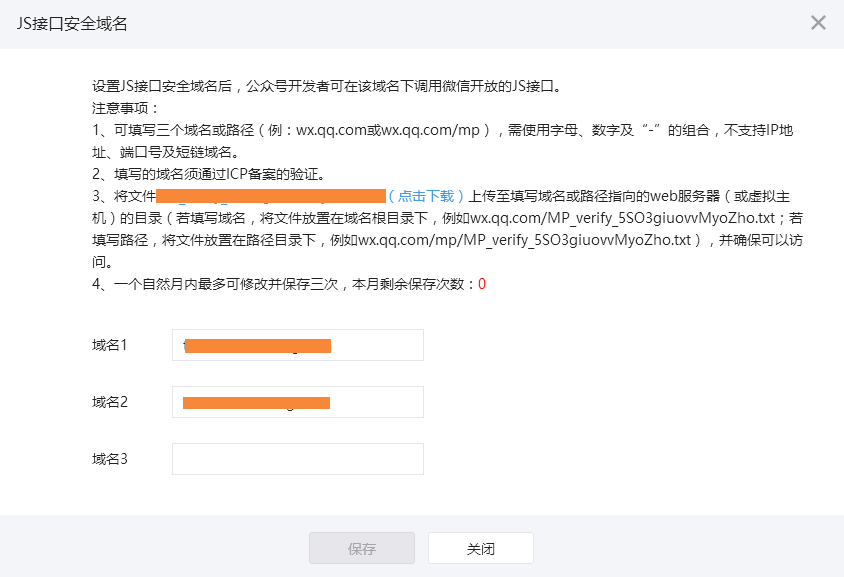 JS接口安全域名
设置JS接口安全域名后，公众号开发者可在该域名下调用微信开放的JS接口。
注意事项：
1、可填写三个域名或路径（例：wx.qq.com或wx.qq.com/mp），需使用字母、数字及“-”的组合，不支持IP地
址、端口号及短链域名。
2、填写的域名须通过ICP备案的验证。
3、将文件（点击下载）上传至填写域名或路径指向的web服务器（或虚拟主
机）的目录（若填写域名，将文件放置在域名根目录下，例如wx.qq.com/MP_verify_5SO3giuovvMyoZho.txt；若
填写路径，将文件放置在路径目录下，例如wx.qq.com/mp/MP_verify_5SO3giuovvMyoZho.txt），并确保可以访
问。
4、一个自然月内最多可修改并保存三次，本月剩余保存次数：0
域名1
域名2
域名3
保存 关闭